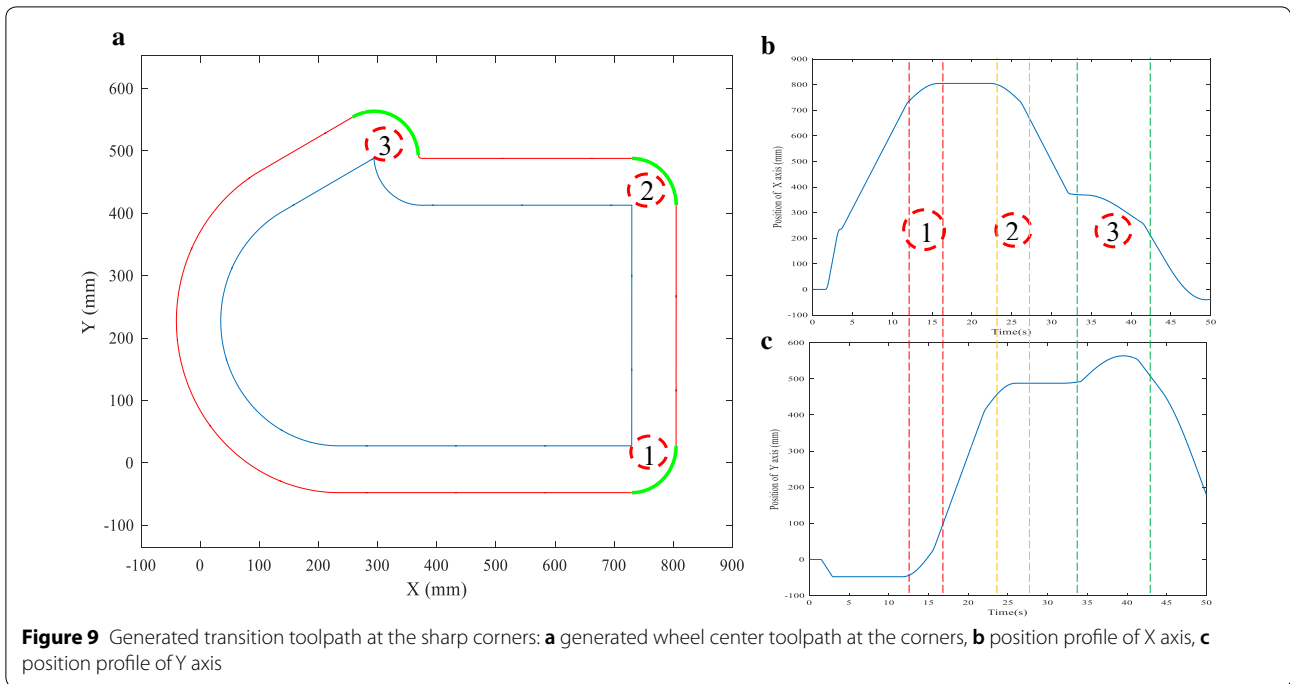 a
600
500
400
300
200
100
0
-100
-100 0 100 200 300 400 500 600 700 800 900
X (mm)
Y (mm)
3
2
1
b
900
800
700
600
500
400
300
200
100
0
-100
0 5 10 15 20 25 30 35 40 45 50
Time(s)
Position of X axis (mm)
1 2 3
c
600
500
400
300
200
100
0
-100
0 5 10 15 20 25 30 35 40 45 50
Time(s)
Position of Y axis (mm)
Figure 9 Generated transition toolpath at the sharp corners: a generated wheel center toolpath at the corners, b position profile of X axis, c
position profile of Y axis